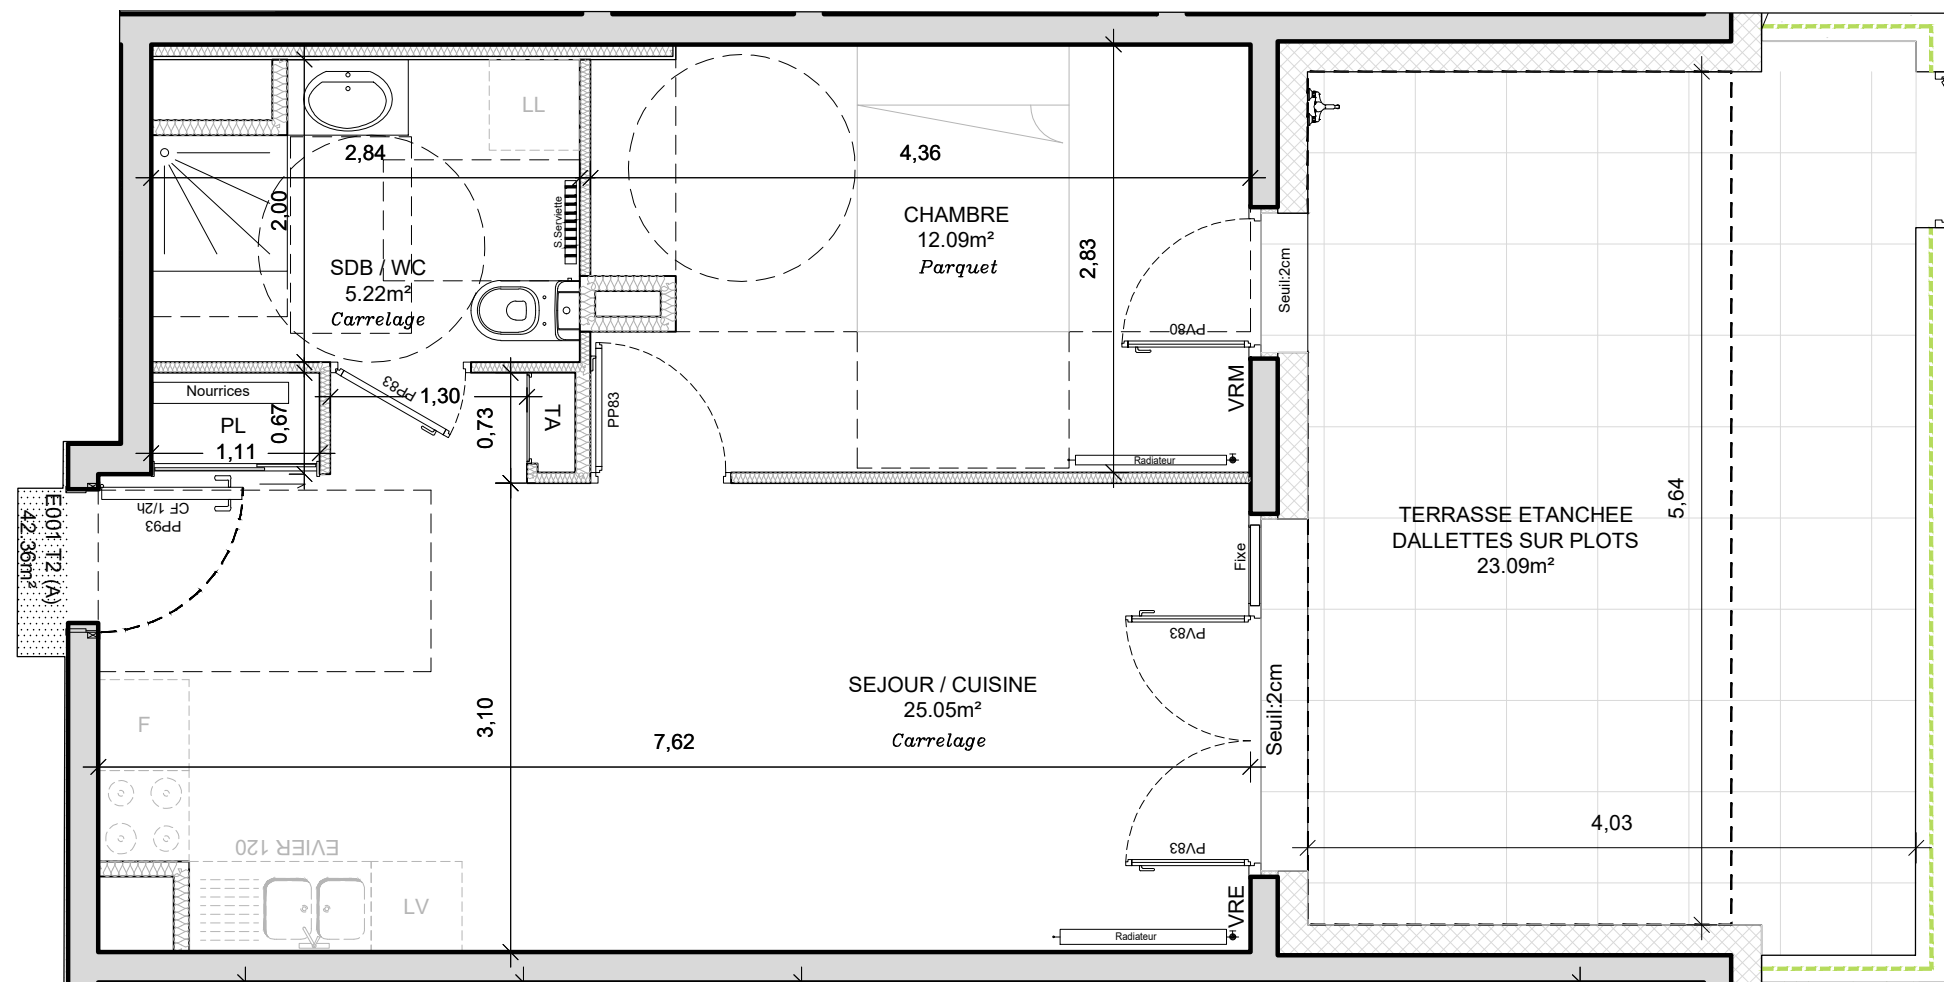 LL
2,84
4,36
2,00
S.Serviette
CHAMBRE
12.09m²
Parquet
2,83
Seuil:2cm
SDB / WC
5.22m²
Carrelage
PV80
Nourrices
PL
1,11
0,67
PP83
1,30
0,73
TA
PP83
VRM
Radiateur
E001 T2 (A)
42.36m²
PP93
CF 1/2h
5,64
TERRASSE ETANCHEE
DALLETTES SUR PLOTS
23.09m²
Fixe
PV83
F
3,10
7,62
SEJOUR / CUISINE
25.05m²
Carrelage
Seuil:2cm
4,03
EVIER 120
PV83
LV
VRE
Radiateur